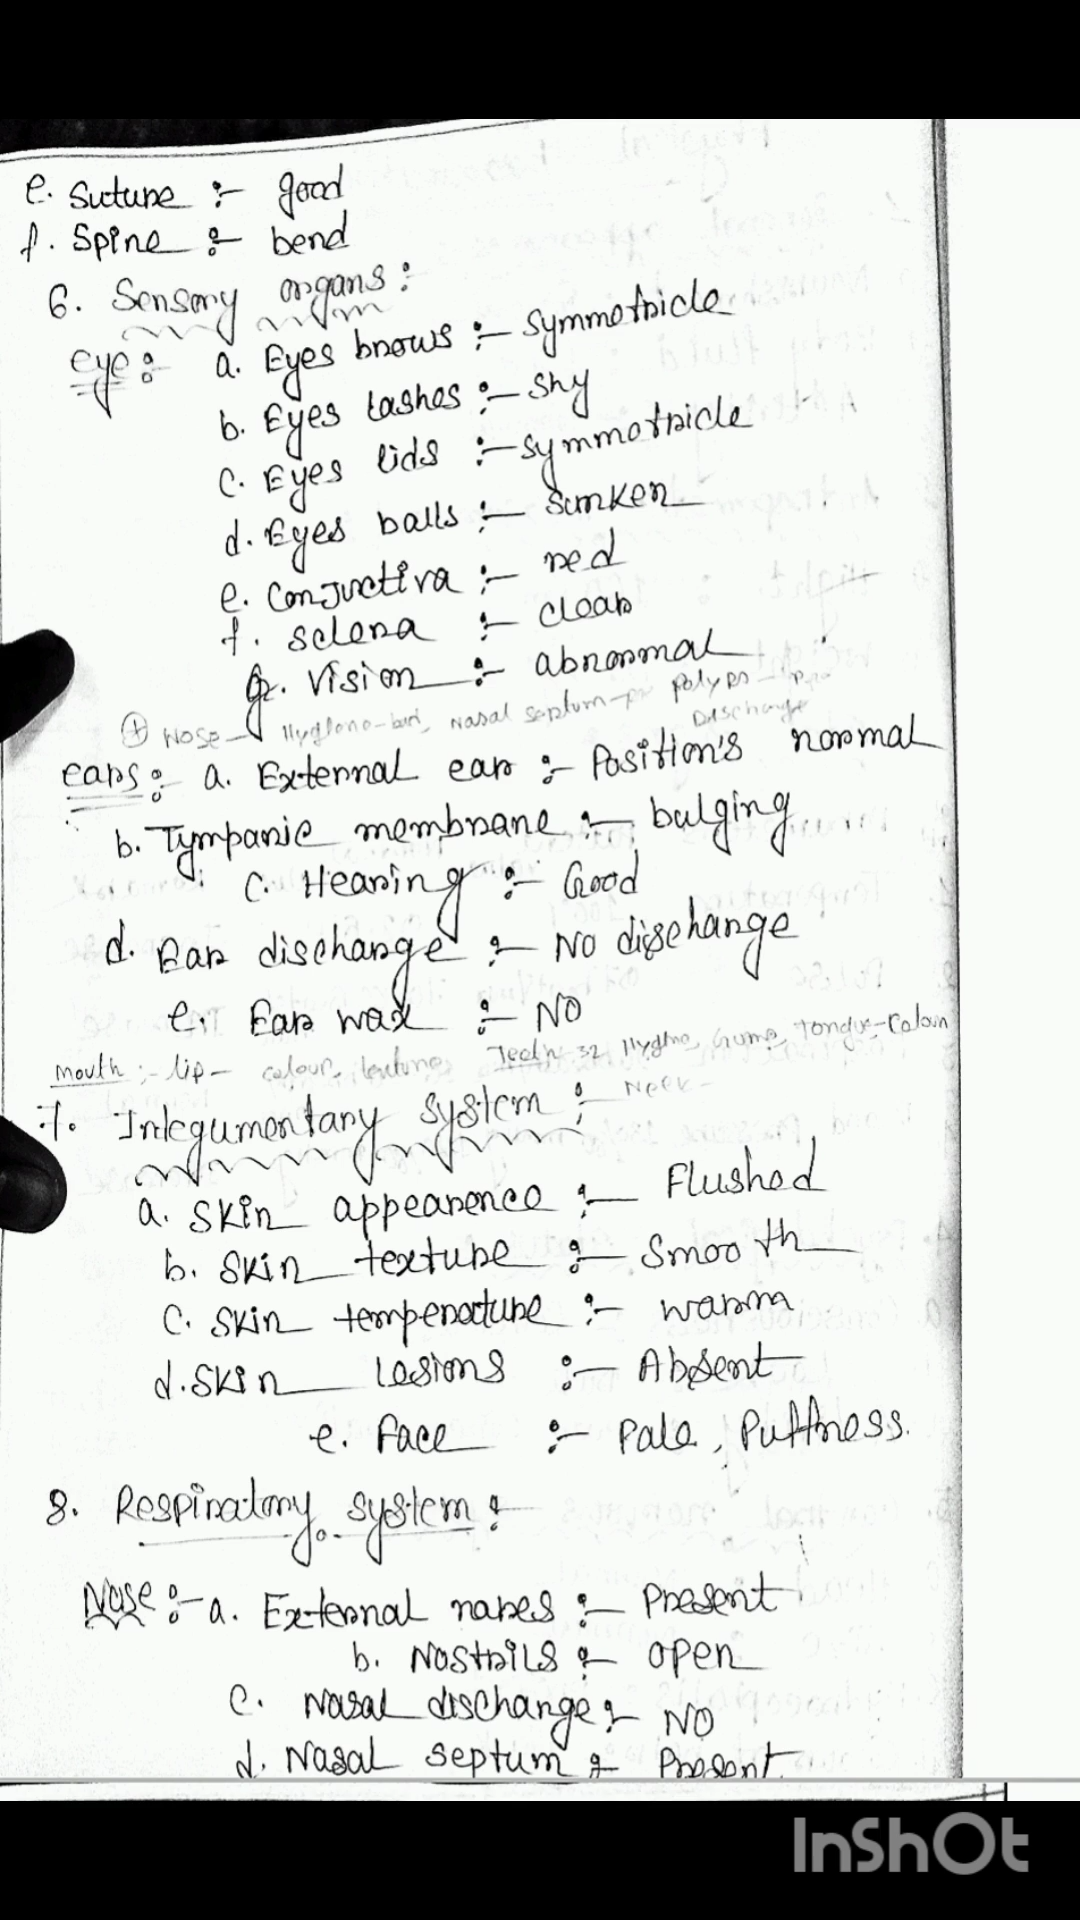 e. Suture :- good
f. Spine :- bend
6. Sensory organs :-
eye :- a. Eyes brows :- symmetricle
b. Eyes lashes :- shy
c. Eyes lids :- symmetricle
d. Eyes balls :- Sunken
e. Conjuctiva :- red
f. sclera :- clear
g. Vision :- abnormal
Nose - Nasal septum - polyps
Discharge
ears :- a. External ear :- Position's normal
b. Tympanic membrane :- bulging
c. Hearing :- Good
d. Ear discharge :- No discharge
e. Ear wax :- NO
mouth :- lip - colour, texture, Teeth 32 Hygine, Gums, Tongue - Colour
Neek -
7. Integumentary system :-
a. Skin appearence :- Flushed
b. Skin texture :- Smooth
c. Skin temperature :- warm
d. Skin lesions :- Absent
e. face :- Pale, Puffness.
8. Respiratory system :-
Nose :- a. External nares :- Present
b. Nostrils :- open
c. Nasal discharge :- NO
d. Nasal septum :- Present
InShOt